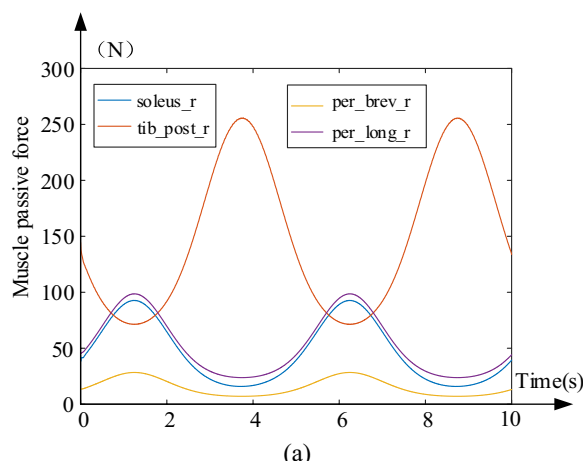 （N）
300
250
200
150
100
50
0
Muscle passive force
soleus_r
tib_post_r
per_brev_r
per_long_r
0 2 4 6 8 10
Time(s)
(a)